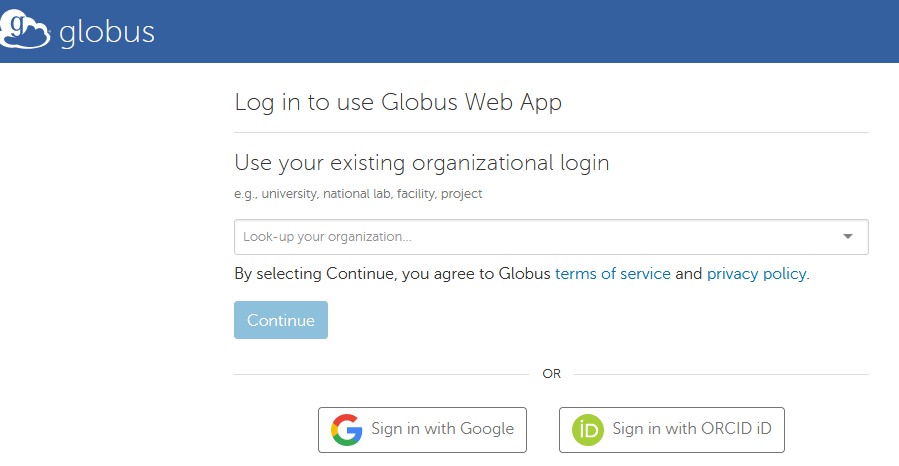 globus
Log in to use Globus Web App
Use your existing organizational login
e.g., university, national lab, facility, project
Look-up your organization...
By selecting Continue, you agree to Globus terms of service and privacy policy.
Continue
OR
Sign in with Google
iD Sign in with ORCID iD